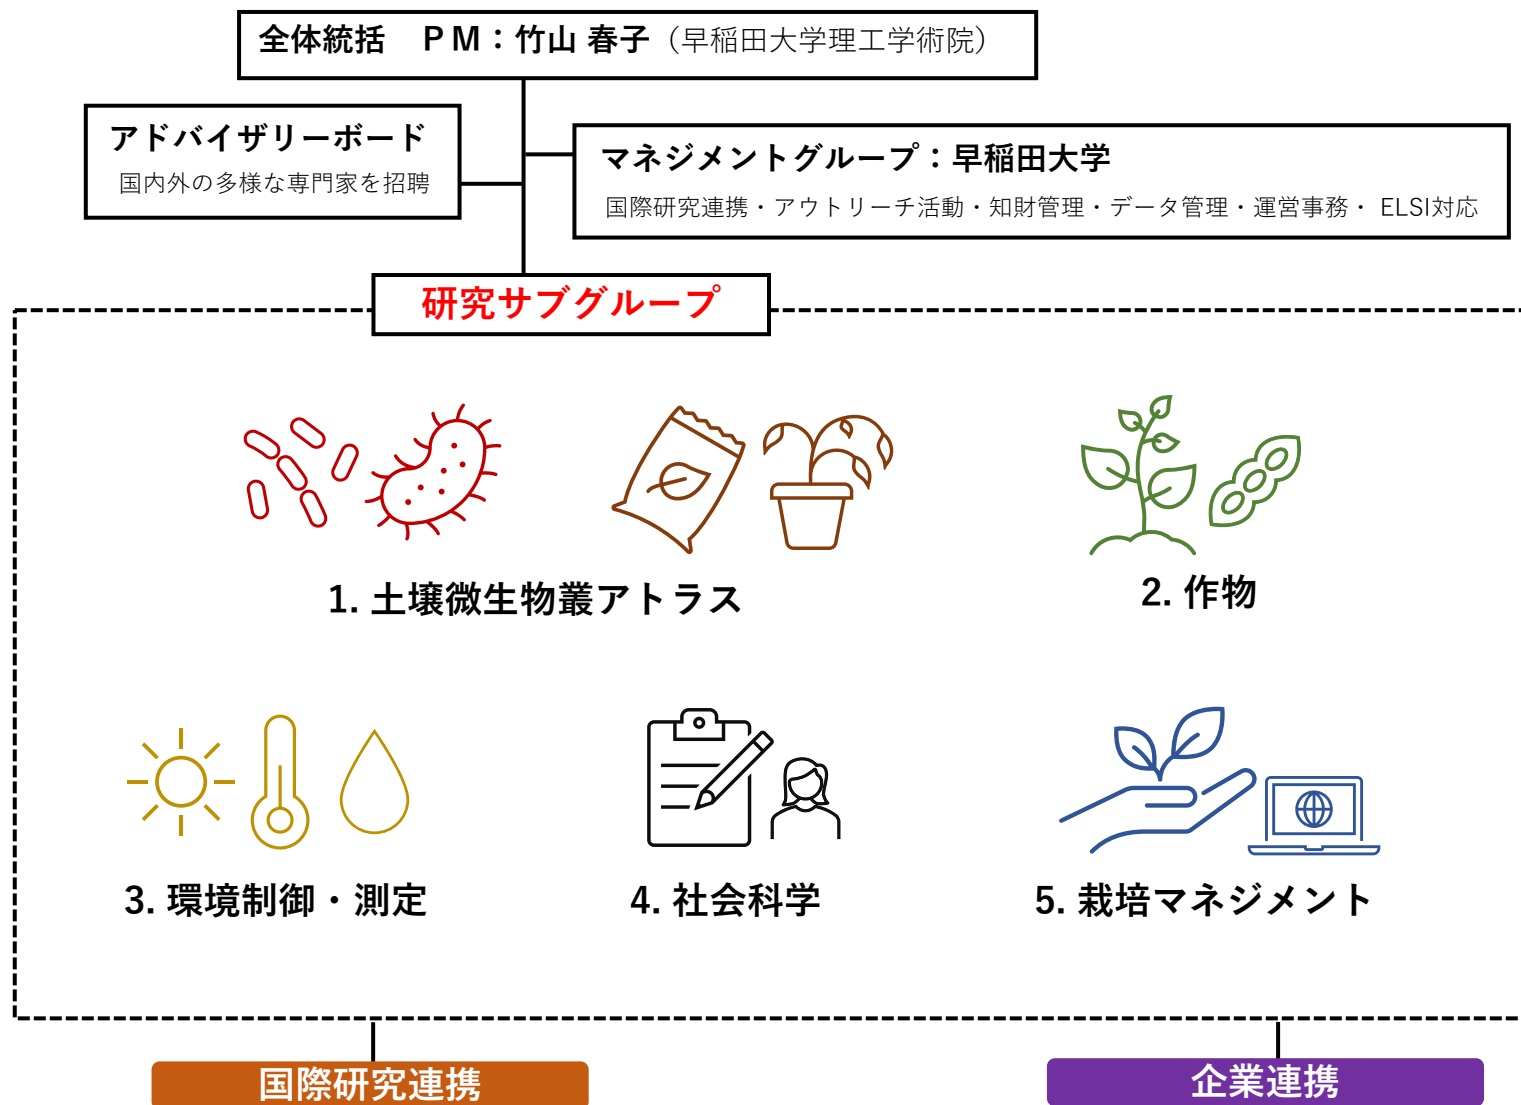 全体統括　ＰＭ：竹山 春子（早稲田大学理工学術院）
アドバイザリーボード
国内外の多様な専門家を招聘
マネジメントグループ：早稲田大学
国際研究連携・アウトリーチ活動・知財管理・データ管理・運営事務・ ELSI対応
研究サブグループ
1. 土壌微生物叢アトラス
2. 作物
3. 環境制御・測定
4. 社会科学
5. 栽培マネジメント
国際研究連携
企業連携